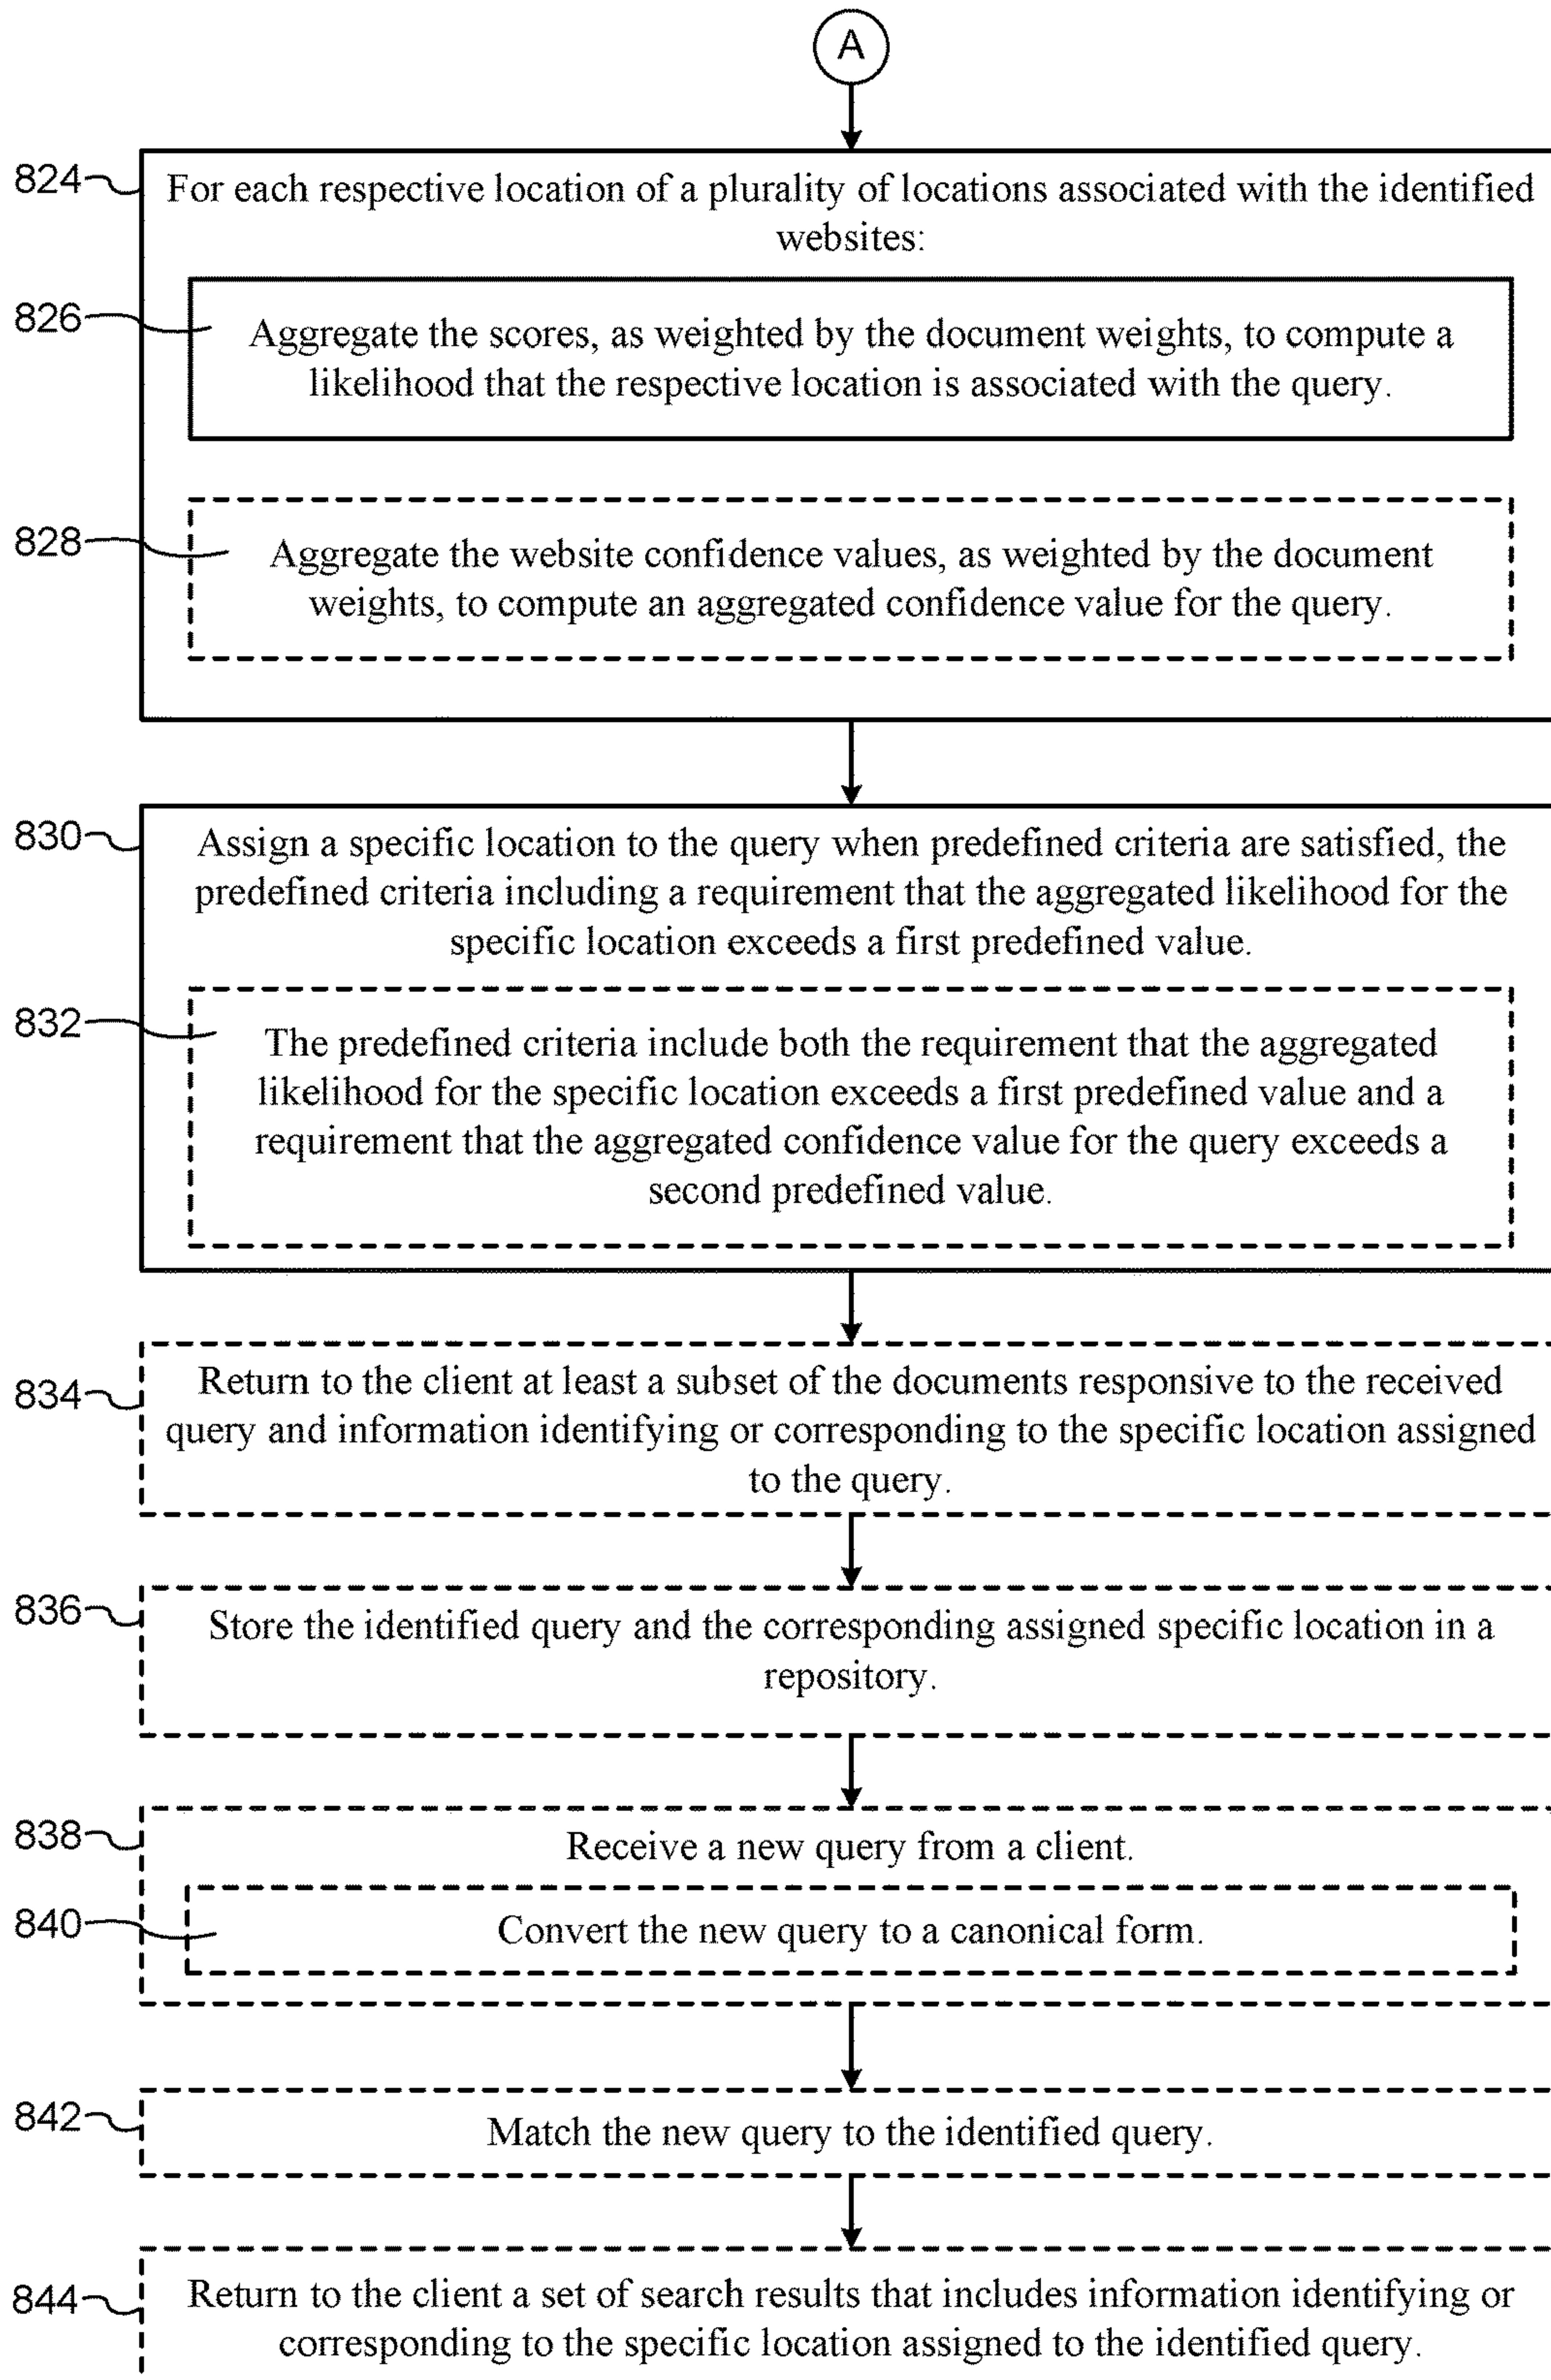 A
824
For each respective location of a plurality of locations associated with the identified
websites:
826
Aggregate the scores, as weighted by the document weights, to compute a
likelihood that the respective location is associated with the query.
828
Aggregate the website confidence values, as weighted by the document
weights, to compute an aggregated confidence value for the query.
830
Assign a specific location to the query when predefined criteria are satisfied, the
predefined criteria including a requirement that the aggregated likelihood for the
specific location exceeds a first predefined value.
832
The predefined criteria include both the requirement that the aggregated
likelihood for the specific location exceeds a first predefined value and a
requirement that the aggregated confidence value for the query exceeds a
second predefined value.
834
Return to the client at least a subset of the documents responsive to the received
query and information identifying or corresponding to the specific location assigned
to the query.
836
Store the identified query and the corresponding assigned specific location in a
repository.
838
Receive a new query from a client.
840
Convert the new query to a canonical form.
842
Match the new query to the identified query.
844
Return to the client a set of search results that includes information identifying or
corresponding to the specific location assigned to the identified query.